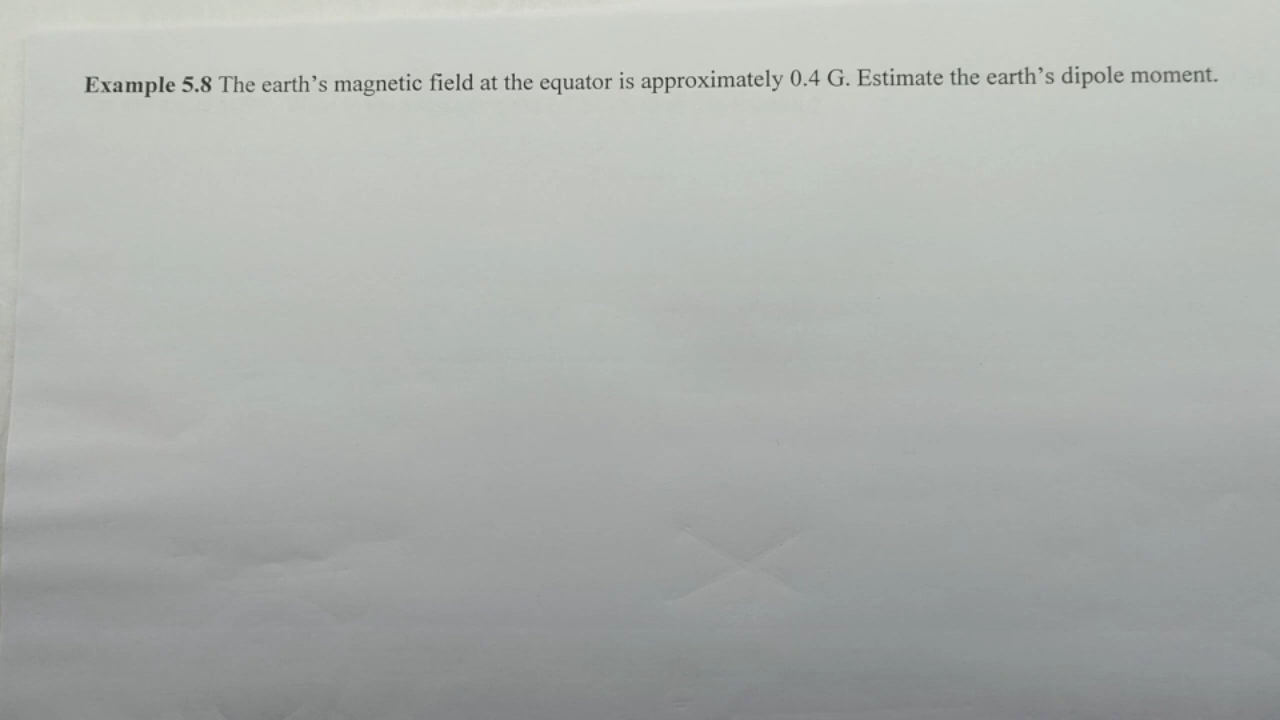 Example 5.8 The earth’s magnetic field at the equator is approximately 0.4 G. Estimate the earth’s dipole moment.